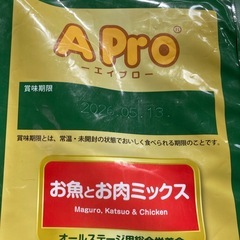 A Pro®
ーエイプロー
賞味期限
2026.05.13
賞味期限とは、常温・未開封の状態でおいしく食べられる期限のことです。
お魚とお肉ミックス
Maguro, Katsuo & Chicken
オールステージ用総合栄養食